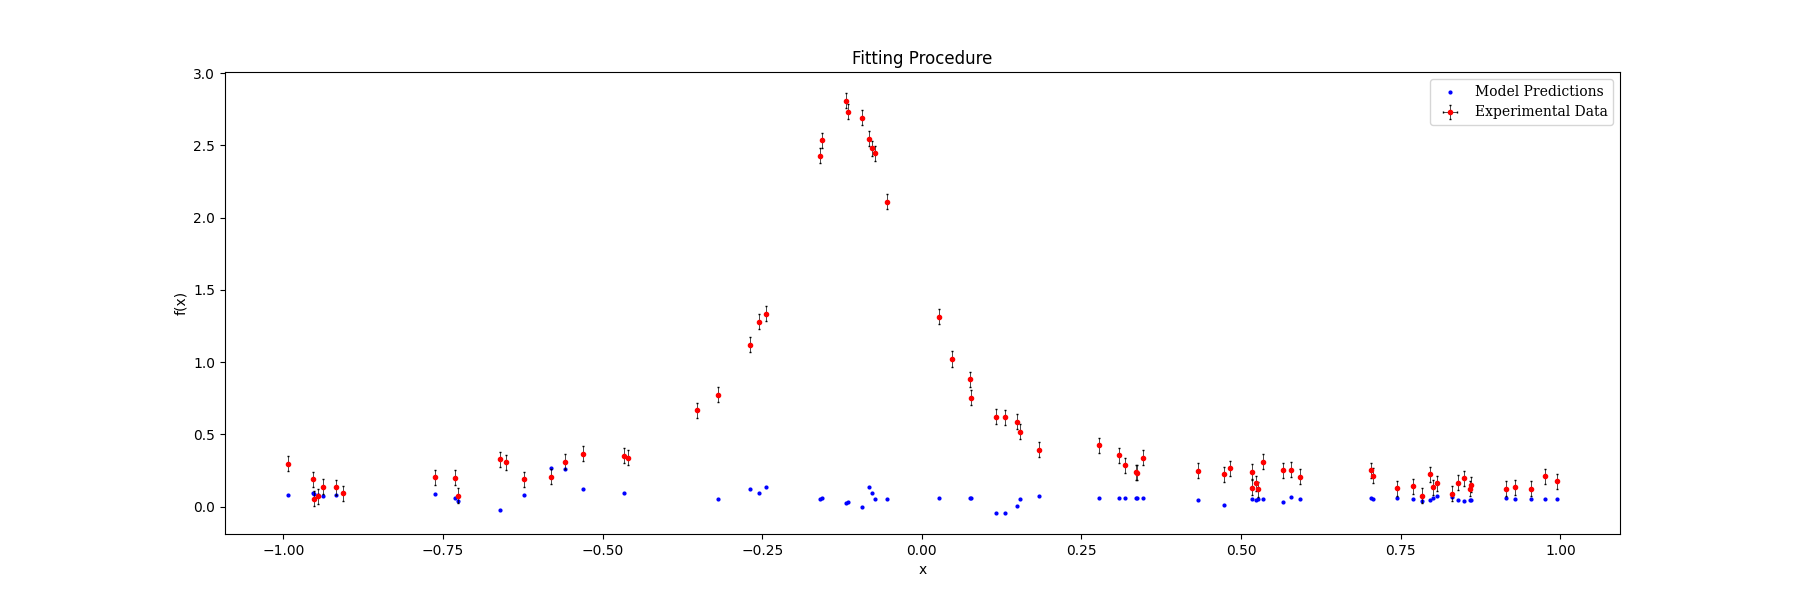 Fitting Procedure
3.0
2.5
2.0
1.5
1.0
0.5
0.0
f(x)
Model Predictions
Experimental Data
−1.00 −0.75 −0.50 −0.25 0.00 0.25 0.50 0.75 1.00
x